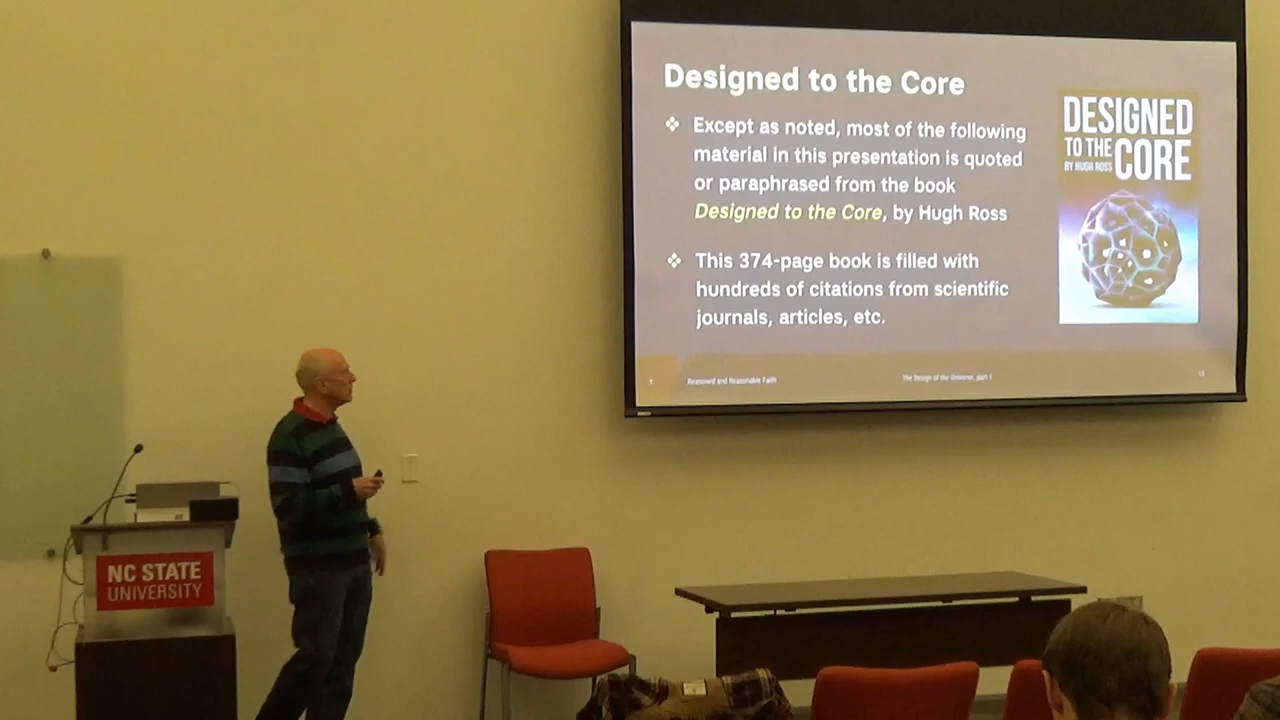 Designed to the Core
Except as noted, most of the following
material in this presentation is quoted
or paraphrased from the book
Designed to the Core, by Hugh Ross
This 374-page book is filled with
hundreds of citations from scientific
journals, articles, etc.
DESIGNED
TO THE CORE
BY HUGH ROSS
Reasoned and Reasonable Faith
The Design of the Universe, part 1
NC STATE
UNIVERSITY